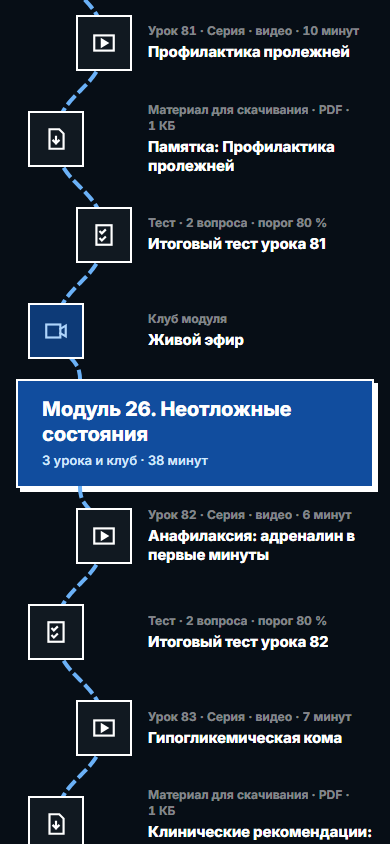 Урок 81 · Серия · видео · 10 минут
Профилактика пролежней
Материал для скачивания · PDF ·
1 КБ
Памятка: Профилактика
пролежней
Тест · 2 вопроса · порог 80 %
Итоговый тест урока 81
Клуб модуля
Живой эфир
Модуль 26. Неотложные
состояния
3 урока и клуб · 38 минут
Урок 82 · Серия · видео · 6 минут
Анафилаксия: адреналин в
первые минуты
Тест · 2 вопроса · порог 80 %
Итоговый тест урока 82
Урок 83 · Серия · видео · 7 минут
Гипогликемическая кома
Материал для скачивания · PDF ·
1 КБ
Клинические рекомендации: